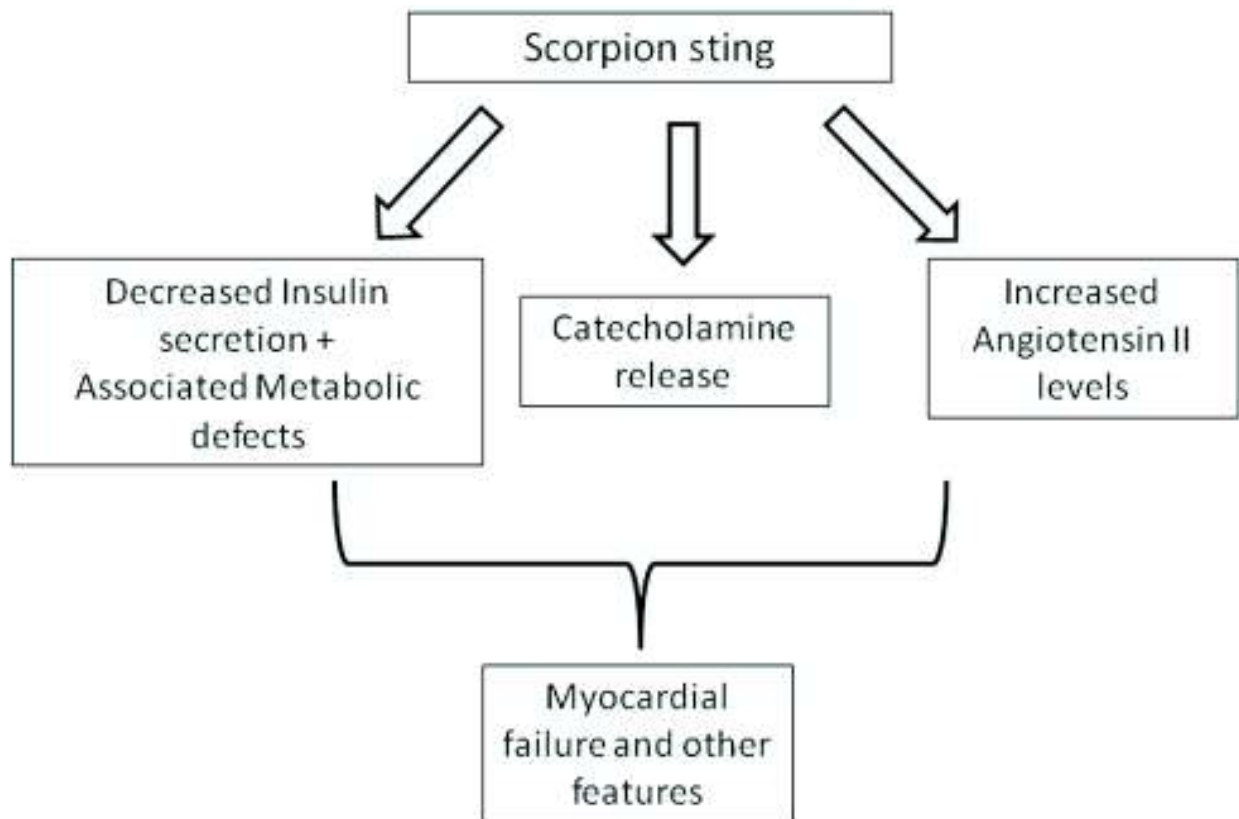 Scorpion sting
Decreased Insulin
secretion +
Associated Metabolic
defects
Catecholamine
release
Increased
Angiotensin II
levels
Myocardial
failure and other
features